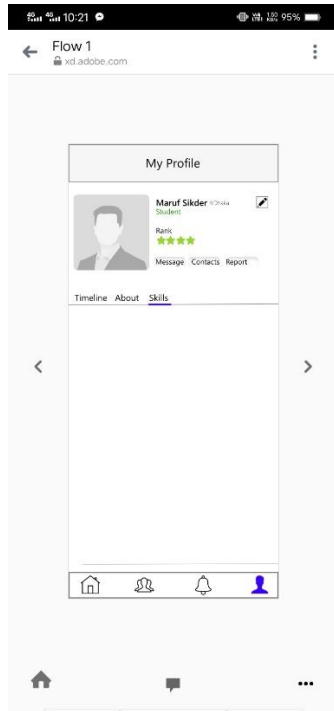 10:21 95%
Flow 1
xd.adobe.com
My Profile
Maruf Sikder
Student
Rank
Message Contacts Report
Timeline About Skills